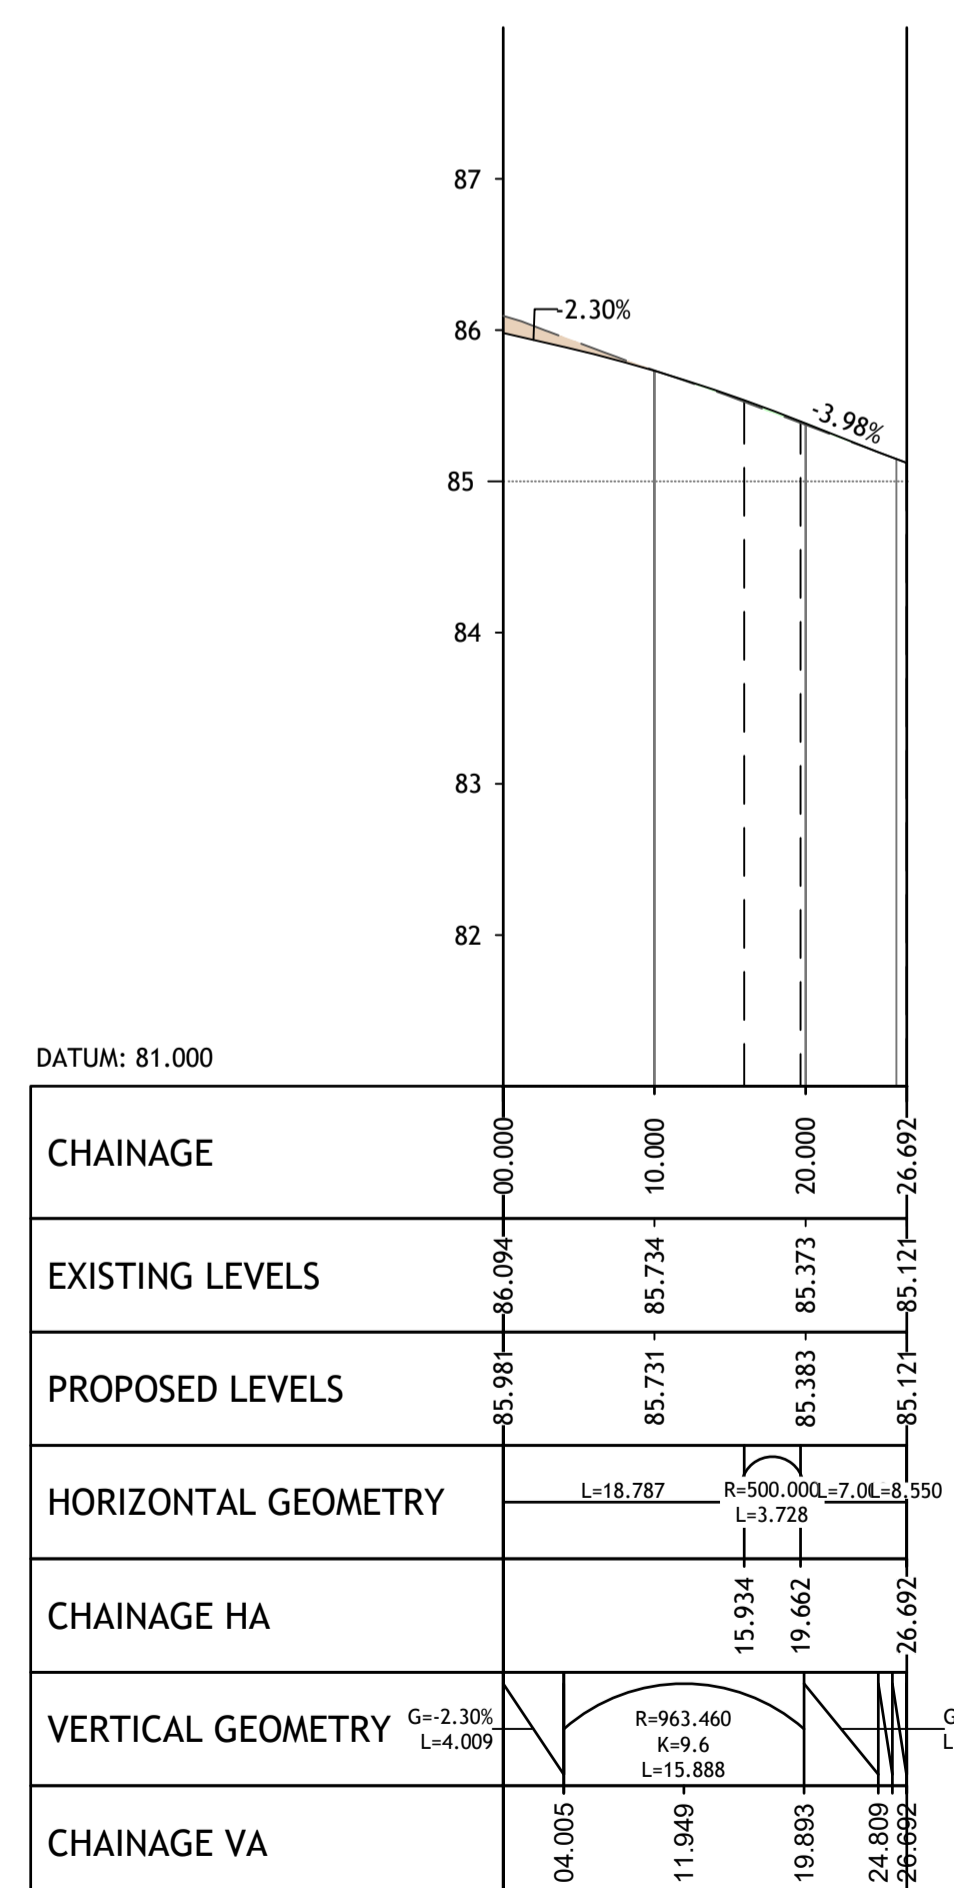 87
86
-2.30%
-3.98%
85
84
83
82
DATUM: 81.000
CHAINAGE
00.000
10.000
20.000
26.692
EXISTING LEVELS
86.094
85.734
85.373
85.121
PROPOSED LEVELS
85.981
85.731
85.383
85.121
HORIZONTAL GEOMETRY
L=18.787
R=500.000
L=3.728
L=7.0
L=8.550
CHAINAGE HA
15.934
19.662
26.692
VERTICAL GEOMETRY
G=-2.30%
L=4.009
R=963.460
K=9.6
L=15.888
G
L
CHAINAGE VA
04.005
11.949
19.893
24.809
26.692